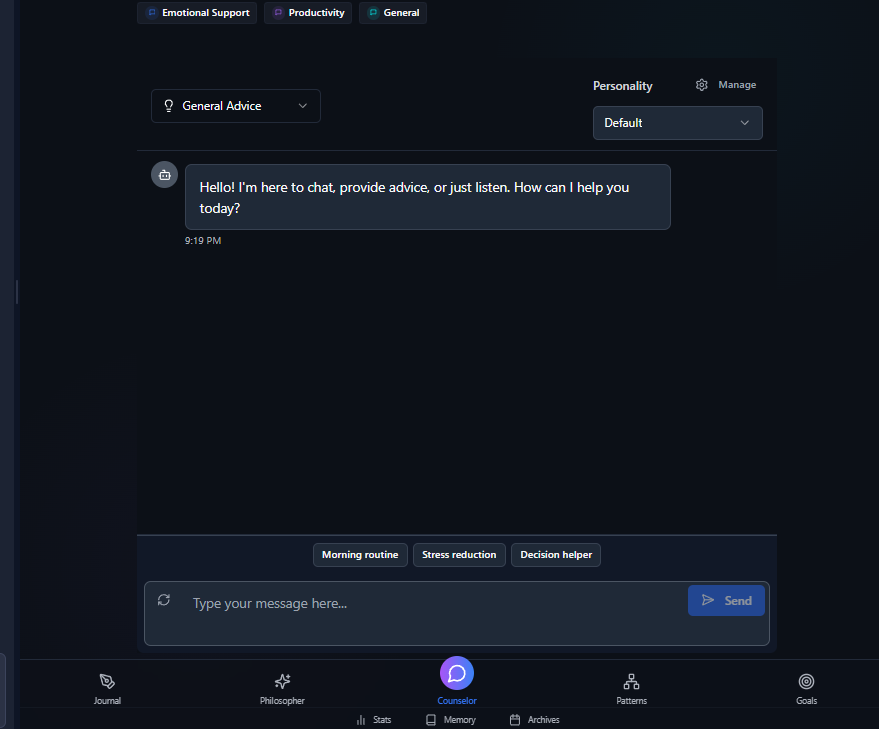 Emotional Support
Productivity
General
Personality
Manage
General Advice
Default
Hello! I'm here to chat, provide advice, or just listen. How can I help you
today?
9:19 PM
Morning routine
Stress reduction
Decision helper
Type your message here...
Send
Journal
Philosopher
Counselor
Patterns
Goals
Stats
Memory
Archives